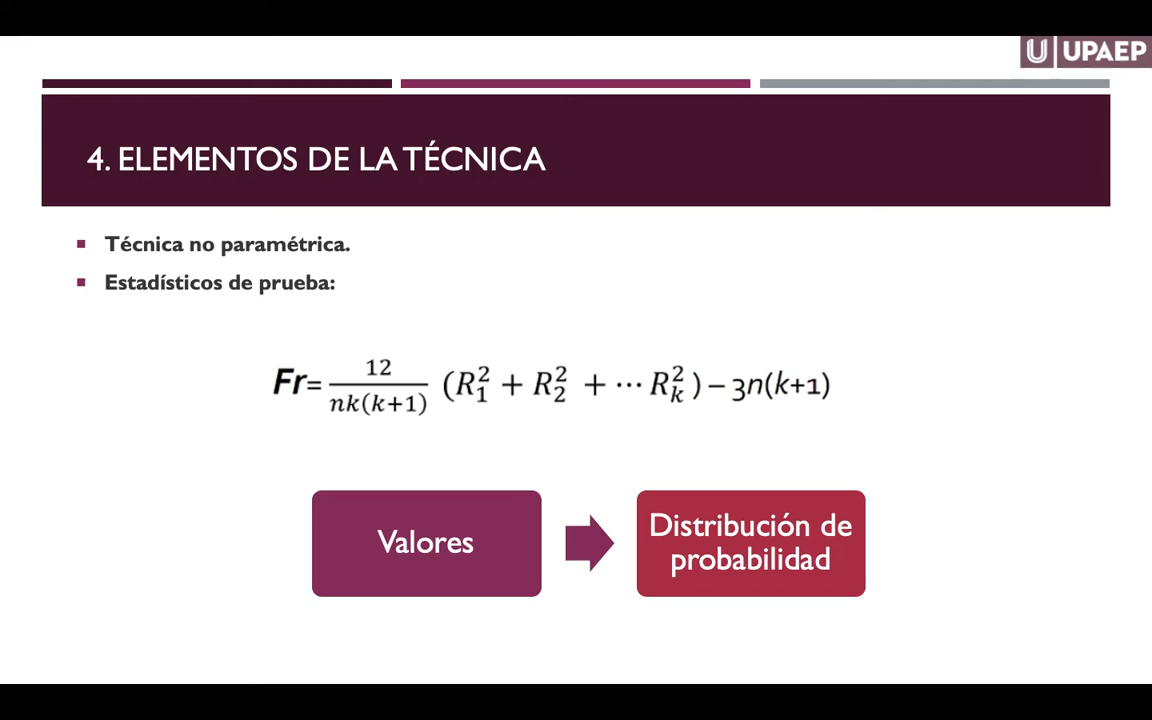 UPAEP
4. ELEMENTOS DE LA TÉCNICA
Técnica no paramétrica.
Estadísticos de prueba:
Fr= 12/nk(k+1) (R₁² + R₂² + ⋯ Rₖ²) – 3n(k+1)
Valores
Distribución de
probabilidad